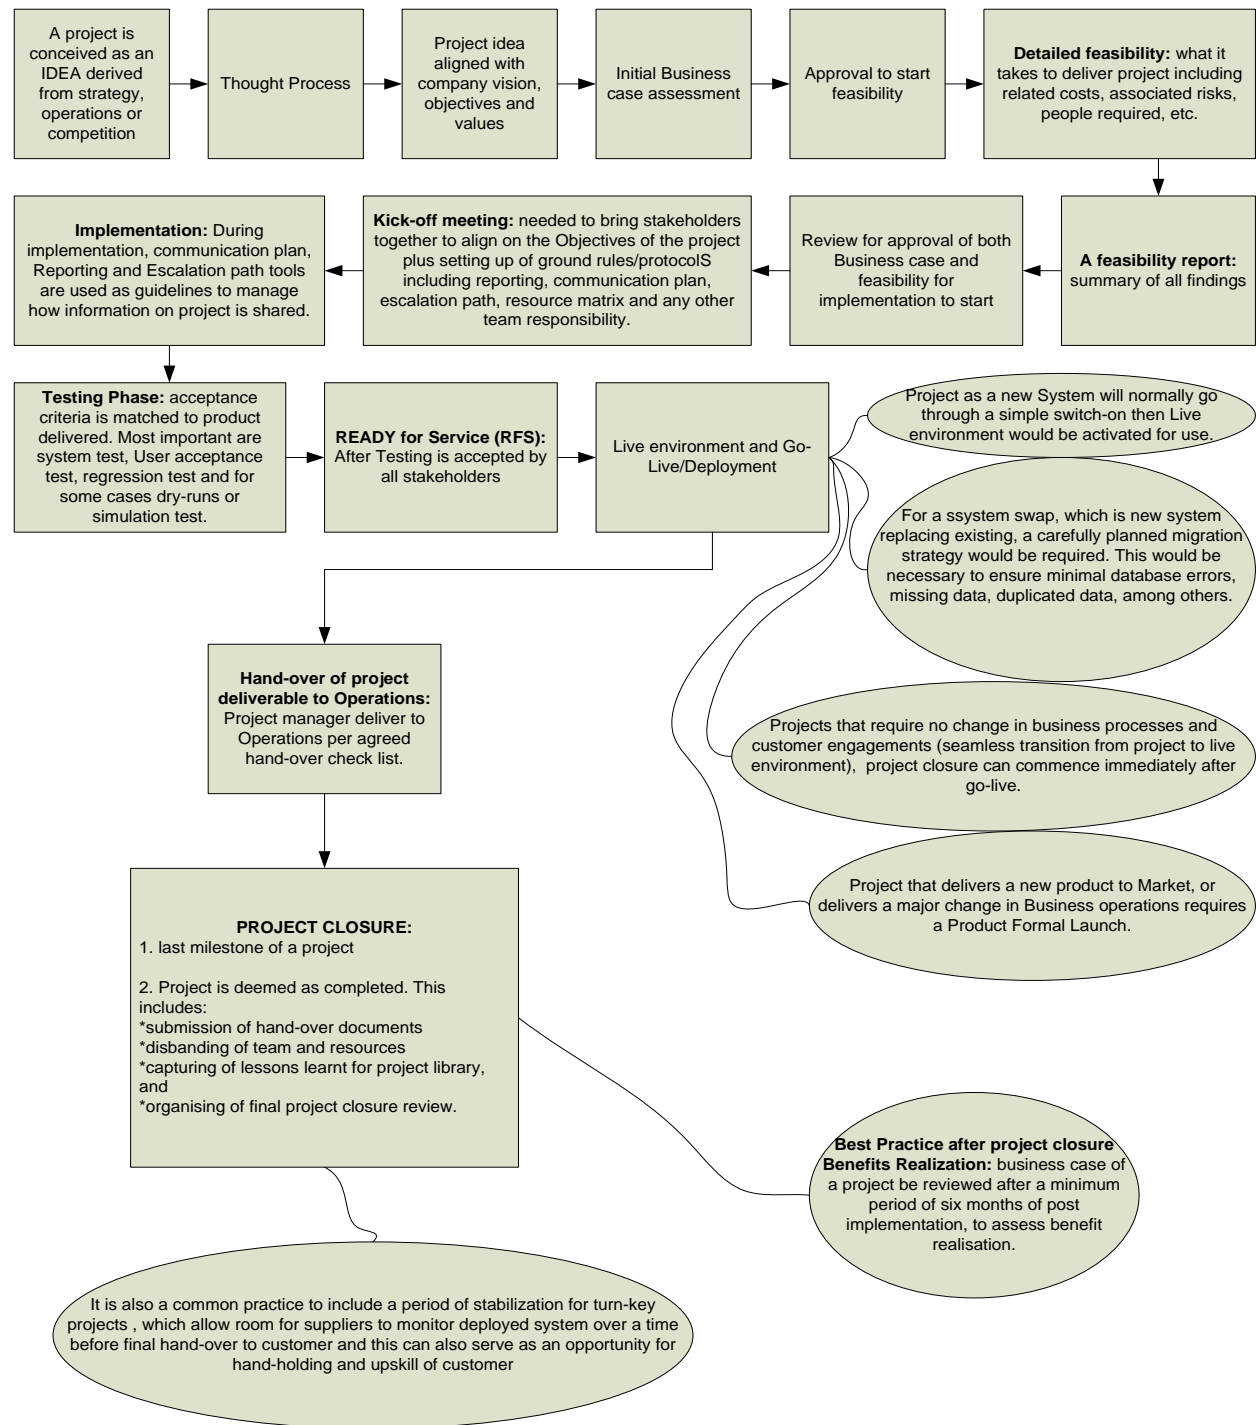 A project is
conceived as an
IDEA derived
from strategy,
operations or
competition
Thought Process
Project idea
aligned with
company vision,
objectives and
values
Initial Business
case assessment
Approval to start
feasibility
Detailed feasibility: what it
takes to deliver project including
related costs, associated risks,
people required, etc.
A feasibility report:
summary of all findings
Review for approval of both
Business case and
feasibility for
implementation to start
Kick-off meeting: needed to bring stakeholders
together to align on the Objectives of the project
plus setting up of ground rules/protocolS
including reporting, communication plan,
escalation path, resource matrix and any other
team responsibility.
Implementation: During
implementation, communication plan,
Reporting and Escalation path tools
are used as guidelines to manage
how information on project is shared.
Testing Phase: acceptance
criteria is matched to product
delivered. Most important are
system test, User acceptance
test, regression test and for
some cases dry-runs or
simulation test.
READY for Service (RFS):
After Testing is accepted by
all stakeholders
Live environment and Go-
Live/Deployment
Project as a new System will normally go
through a simple switch-on then Live
environment would be activated for use.
For a ssystem swap, which is new system
replacing existing, a carefully planned migration
strategy would be required. This would be
necessary to ensure minimal database errors,
missing data, duplicated data, among others.
Projects that require no change in business processes and
customer engagements (seamless transition from project to live
environment), project closure can commence immediately after
go-live.
Project that delivers a new product to Market, or
delivers a major change in Business operations requires
a Product Formal Launch.
Hand-over of project
deliverable to Operations:
Project manager deliver to
Operations per agreed
hand-over check list.
PROJECT CLOSURE:
1. last milestone of a project
2. Project is deemed as completed. This
includes:
*submission of hand-over documents
*disbanding of team and resources
*capturing of lessons learnt for project library,
and
*organising of final project closure review.
Best Practice after project closure
Benefits Realization: business case of
a project be reviewed after a minimum
period of six months of post
implementation, to assess benefit
realisation.
It is also a common practice to include a period of stabilization for turn-key
projects , which allow room for suppliers to monitor deployed system over a time
before final hand-over to customer and this can also serve as an opportunity for
hand-holding and upskill of customer